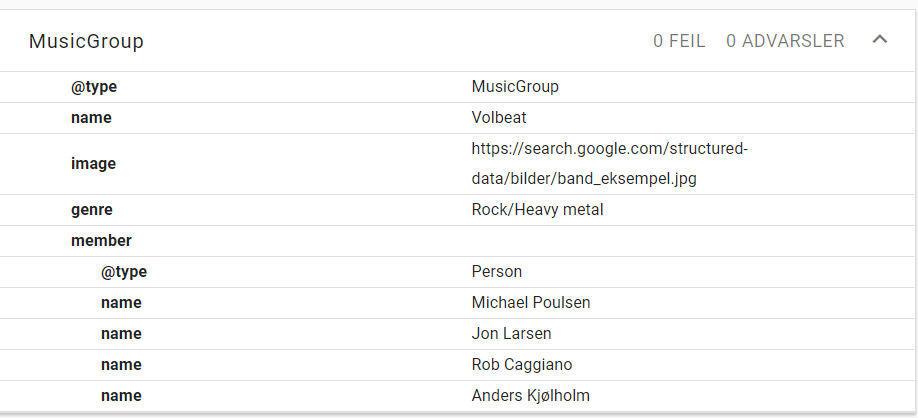 MusicGroup 0 FEIL 0 ADVARSLER
@type MusicGroup
name Volbeat
image https://search.google.com/structured-
data/bilder/band_eksempel.jpg
genre Rock/Heavy metal
member
@type Person
name Michael Poulsen
name Jon Larsen
name Rob Caggiano
name Anders Kjølholm